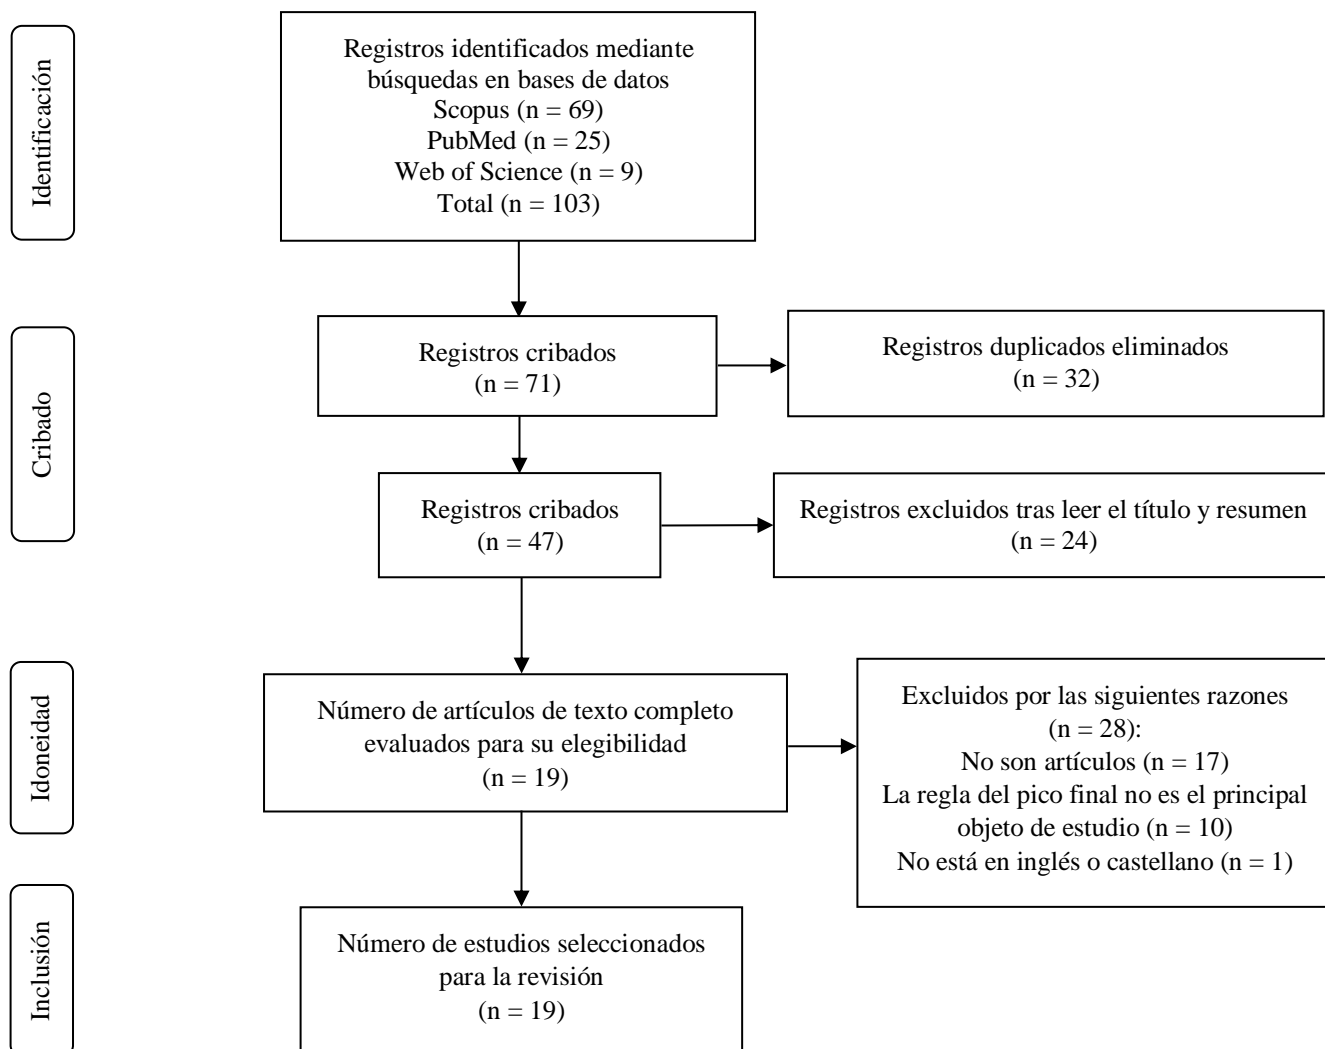 Identificación
Registros identificados mediante
búsquedas en bases de datos
Scopus (n = 69)
PubMed (n = 25)
Web of Science (n = 9)
Total (n = 103)
Cribado
Registros cribados
(n = 71)
Registros duplicados eliminados
(n = 32)
Registros cribados
(n = 47)
Registros excluidos tras leer el título y resumen
(n = 24)
Idoneidad
Número de artículos de texto completo
evaluados para su elegibilidad
(n = 19)
Excluidos por las siguientes razones
(n = 28):
No son artículos (n = 17)
La regla del pico final no es el principal
objeto de estudio (n = 10)
No está en inglés o castellano (n = 1)
Inclusión
Número de estudios seleccionados
para la revisión
(n = 19)